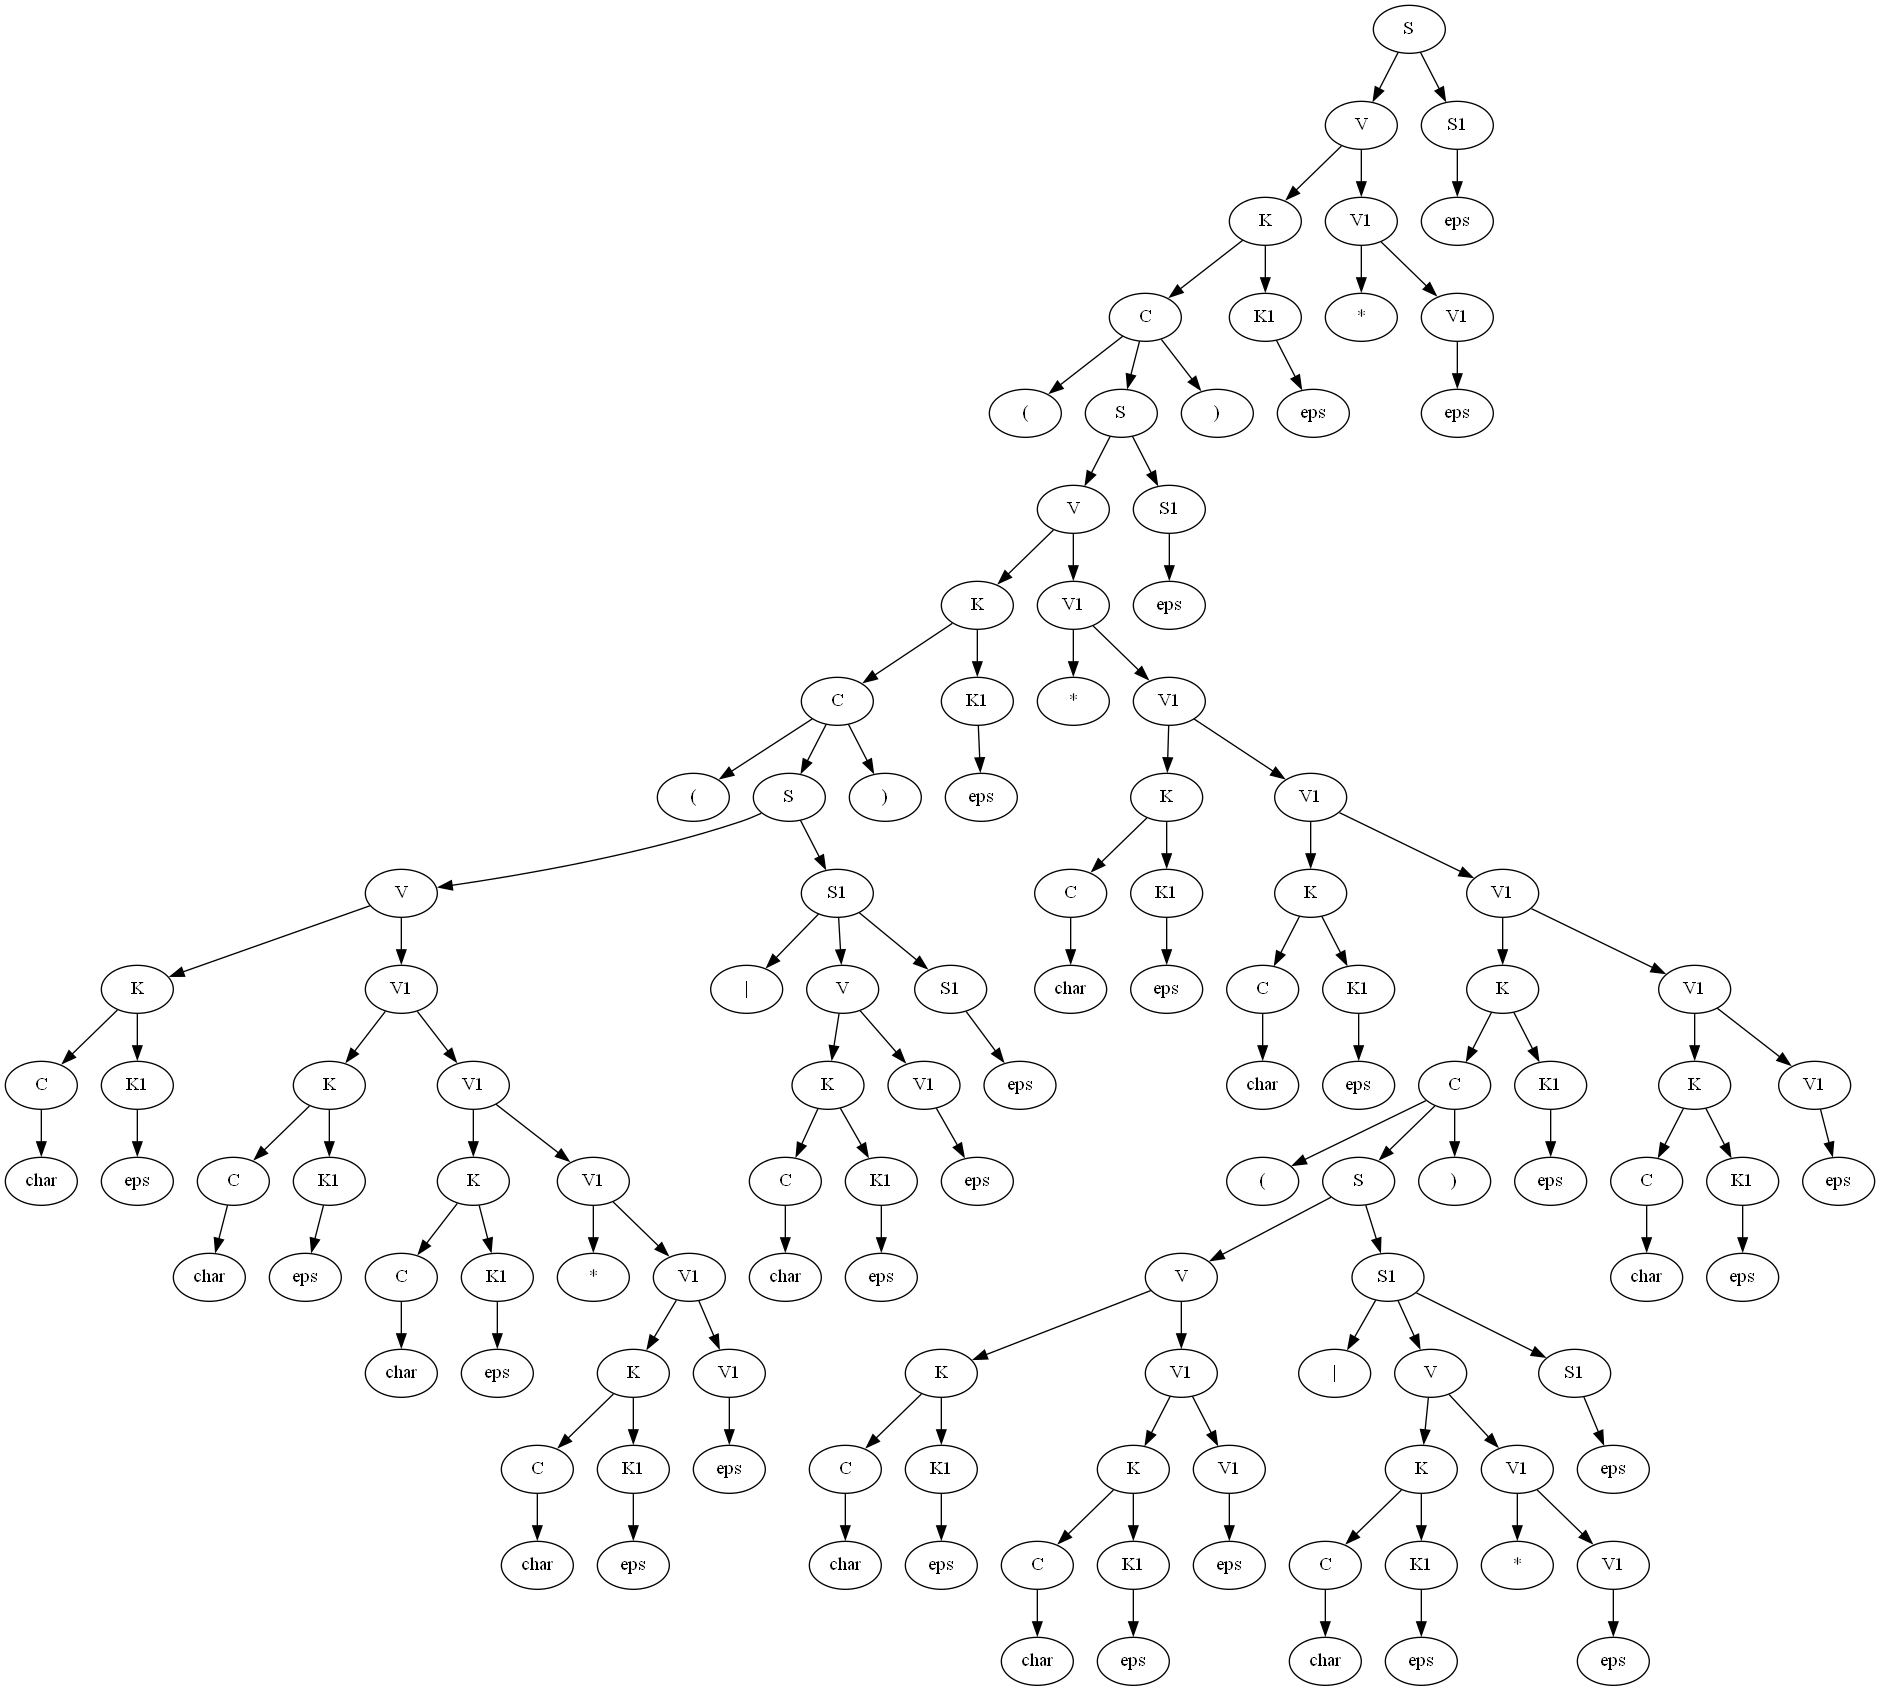 S
V S1
K V1 eps
C K1 * V1
( S ) eps eps
V S1
K V1 eps
C K1 * V1
( S ) eps K V1
V S1 C K1 K V1
K V1 | V S1 char eps C K1 K V1
C K1 K V1 K V1 eps char eps C K1 K V1
char eps C K1 K V1 C K1 eps ( S ) eps C K1 eps
char eps C K1 * V1 char eps V S1 char eps
char eps K V1 K V1 | V S1
C K1 eps C K1 K V1 K V1 eps
char eps char eps C K1 eps C K1 * V1
char eps char eps eps